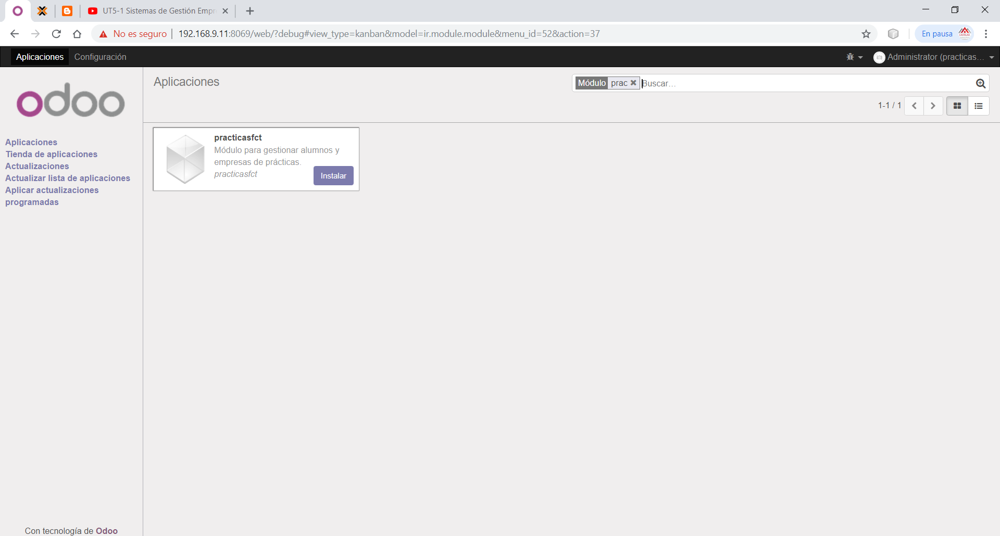 UT5-1 Sistemas de Gestión Empr
No es seguro
192.168.9.11:8069/web/?debug#view_type=kanban&model=ir.module.module&menu_id=52&action=37
En pausa
Aplicaciones
Configuración
Administrator (practicas...
odoo
Aplicaciones
Tienda de aplicaciones
Actualizaciones
Actualizar lista de aplicaciones
Aplicar actualizaciones
programadas
Con tecnología de Odoo
Aplicaciones
Módulo prac
Buscar...
1-1 / 1
practicasfct
Módulo para gestionar alumnos y
empresas de prácticas.
practicasfct
Instalar